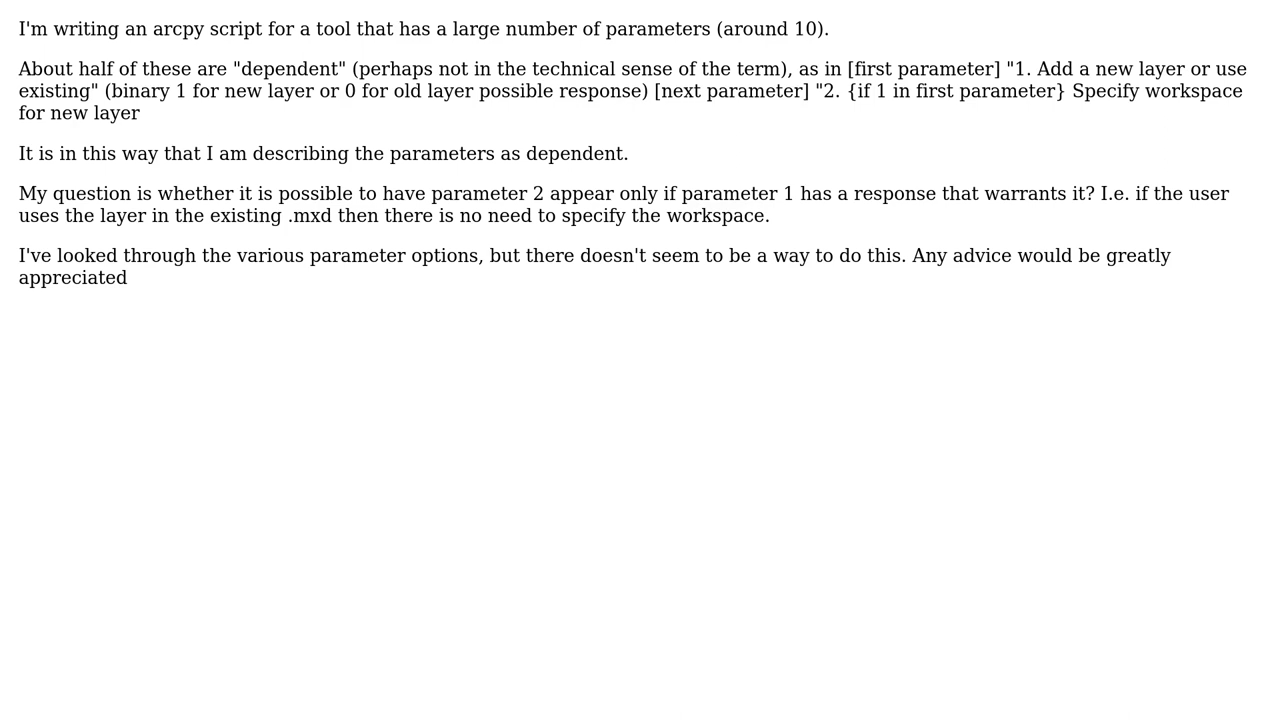 I'm writing an arcpy script for a tool that has a large number of parameters (around 10).
About half of these are "dependent" (perhaps not in the technical sense of the term), as in [first parameter] "1. Add a new layer or use
existing" (binary 1 for new layer or 0 for old layer possible response) [next parameter] "2. {if 1 in first parameter} Specify workspace
for new layer
It is in this way that I am describing the parameters as dependent.
My question is whether it is possible to have parameter 2 appear only if parameter 1 has a response that warrants it? I.e. if the user
uses the layer in the existing .mxd then there is no need to specify the workspace.
I've looked through the various parameter options, but there doesn't seem to be a way to do this. Any advice would be greatly
appreciated